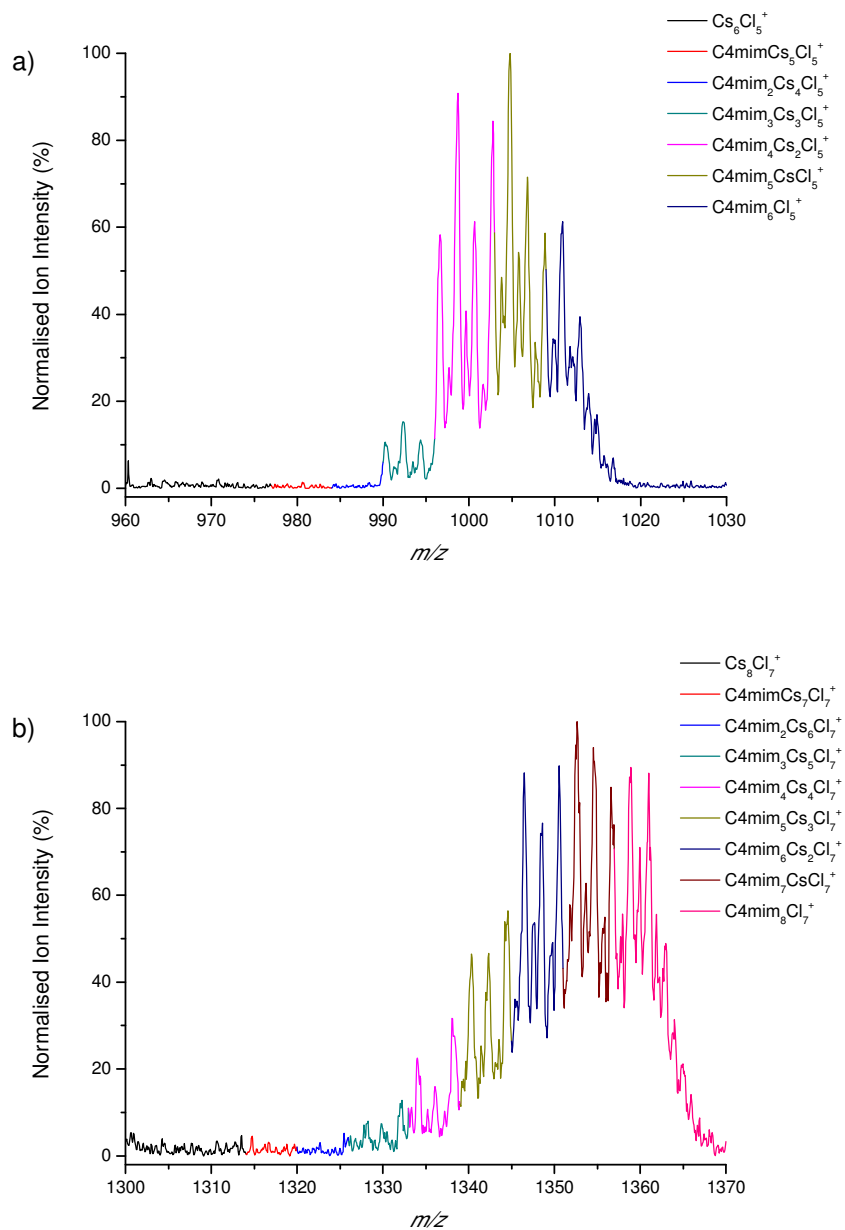 a)
Normalised Ion Intensity (%)
100
80
60
40
20
0
960 970 980 990 1000 1010 1020 1030
m/z
Cs₆Cl₅⁺
C4mimCs₅Cl₅⁺
C4mim₂Cs₄Cl₅⁺
C4mim₃Cs₃Cl₅⁺
C4mim₄Cs₂Cl₅⁺
C4mim₅CsCl₅⁺
C4mim₆Cl₅⁺
b)
Normalised Ion Intensity (%)
100
80
60
40
20
0
1300 1310 1320 1330 1340 1350 1360 1370
m/z
Cs₈Cl₇⁺
C4mimCs₇Cl₇⁺
C4mim₂Cs₆Cl₇⁺
C4mim₃Cs₅Cl₇⁺
C4mim₄Cs₄Cl₇⁺
C4mim₅Cs₃Cl₇⁺
C4mim₆Cs₂Cl₇⁺
C4mim₇CsCl₇⁺
C4mim₈Cl₇⁺